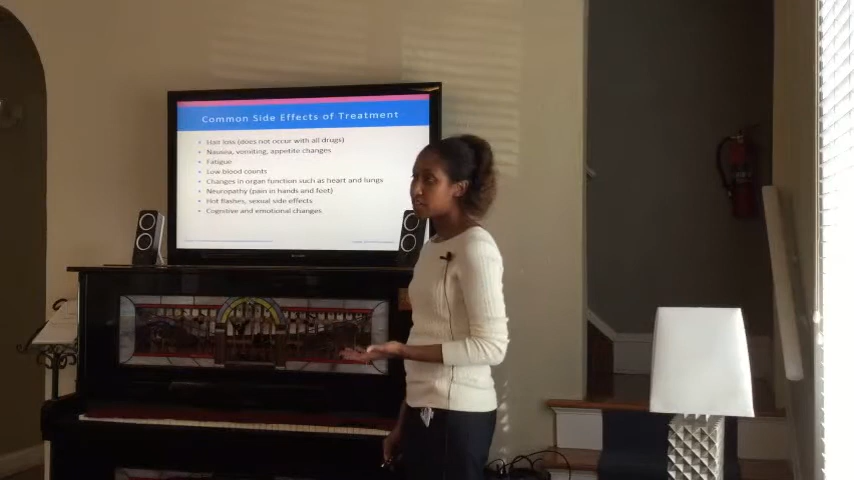 Common Side Effects of Treatment
• Hair loss (does not occur with all drugs)
• Nausea, vomiting, appetite changes
• Fatigue
• Low blood counts
• Changes in organ function such as heart and lungs
• Neuropathy (pain in hands and feet)
• Hot flashes, sexual side effects
• Cognitive and emotional changes